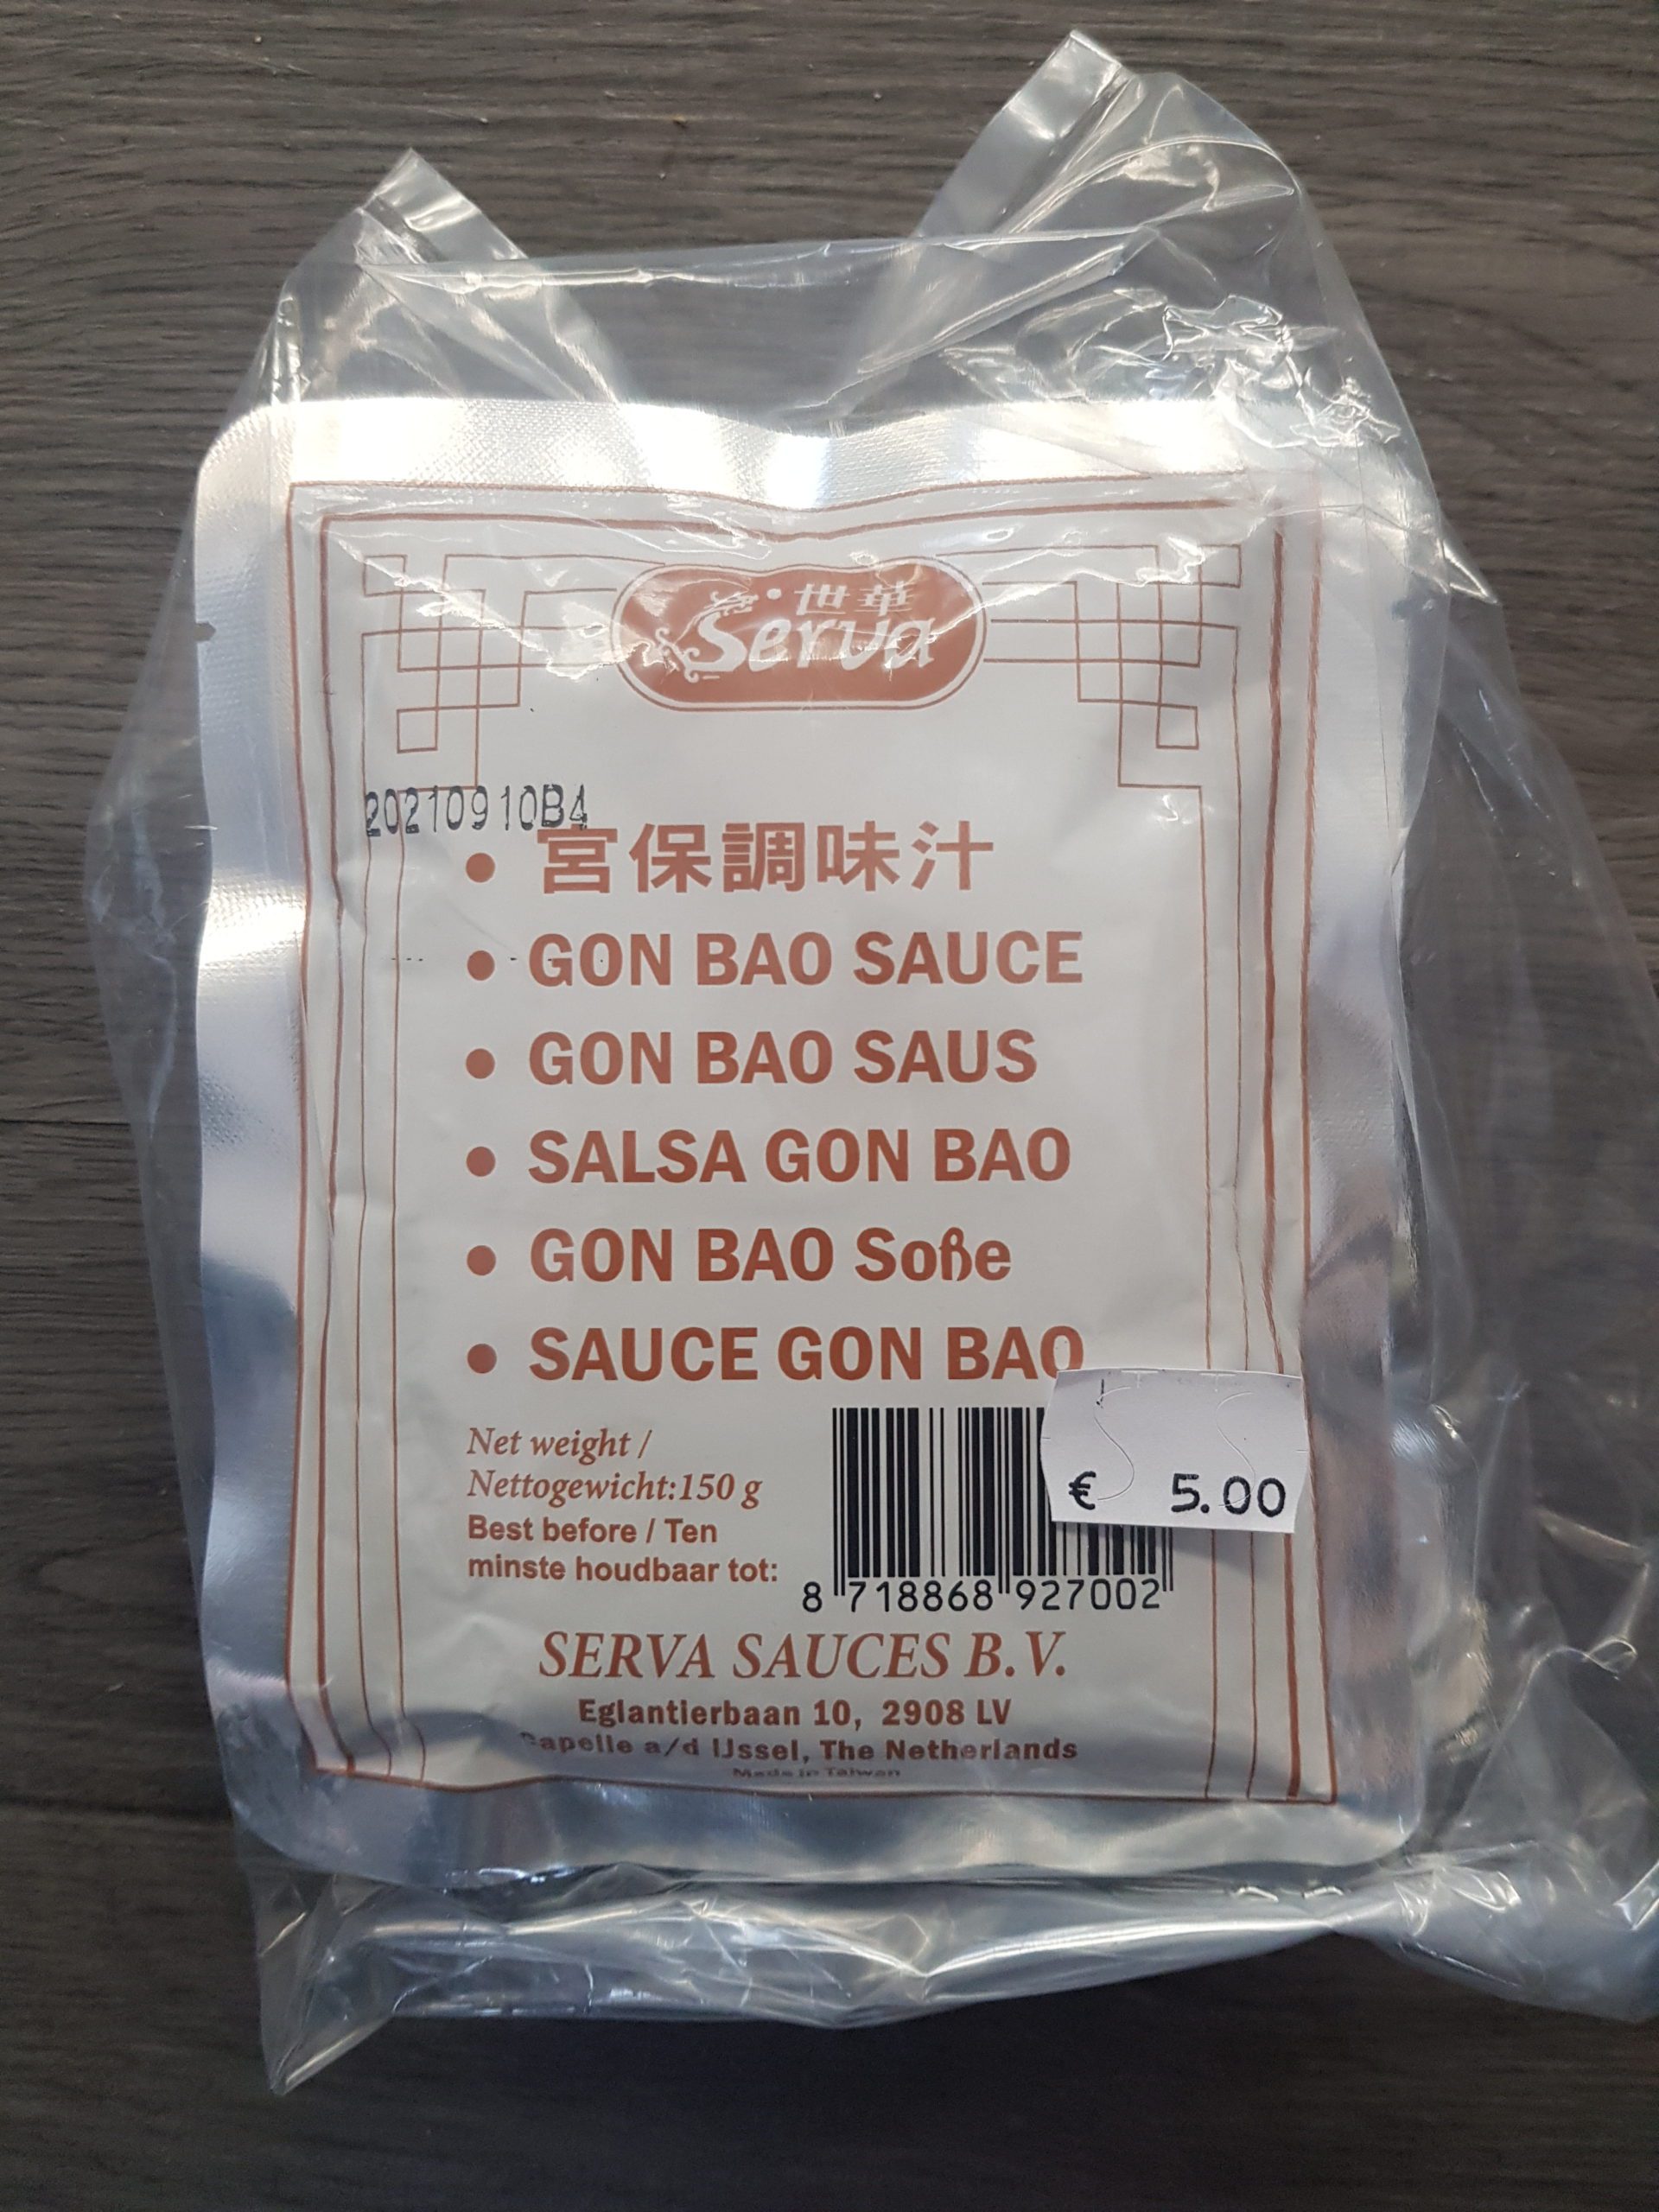 世華
Serva
20210910B4
• 宮保調味汁
• GON BAO SAUCE
• GON BAO SAUS
• SALSA GON BAO
• GON BAO Soße
• SAUCE GON BAO
Net weight /
Nettogewicht:150 g
Best before / Ten
minste houdbaar tot:
€ 5.00
8 718868 927002
SERVA SAUCES B.V.
Eglantierbaan 10, 2908 LV
Capelle a/d IJssel, The Netherlands
Made in Taiwan